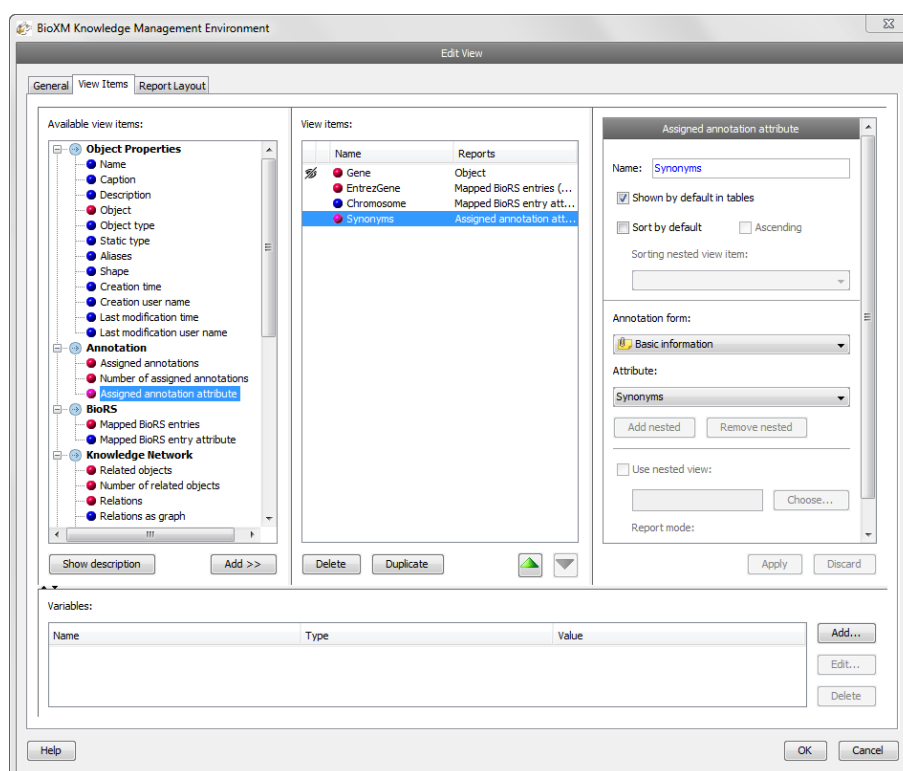 BioXM Knowledge Management Environment
Edit View
General View Items Report Layout
Available view items:
Object Properties
Name
Caption
Description
Object
Object type
Static type
Aliases
Shape
Creation time
Creation user name
Last modification time
Last modification user name
Annotation
Assigned annotations
Number of assigned annotations
Assigned annotation attribute
BioRS
Mapped BioRS entries
Mapped BioRS entry attribute
Knowledge Network
Related objects
Number of related objects
Relations
Relations as graph
Show description Add >>
View items:
Name Reports
Gene Object
EntrezGene Mapped BioRS entries (...
Chromosome Mapped BioRS entry att...
Synonyms Assigned annotation att...
Delete Duplicate
Assigned annotation attribute
Name: Synonyms
Shown by default in tables
Sort by default Ascending
Sorting nested view item:
Annotation form:
Basic information
Attribute:
Synonyms
Add nested Remove nested
Use nested view:
Choose...
Report mode:
Apply Discard
Variables:
Name Type Value
Add...
Edit...
Delete
Help OK Cancel